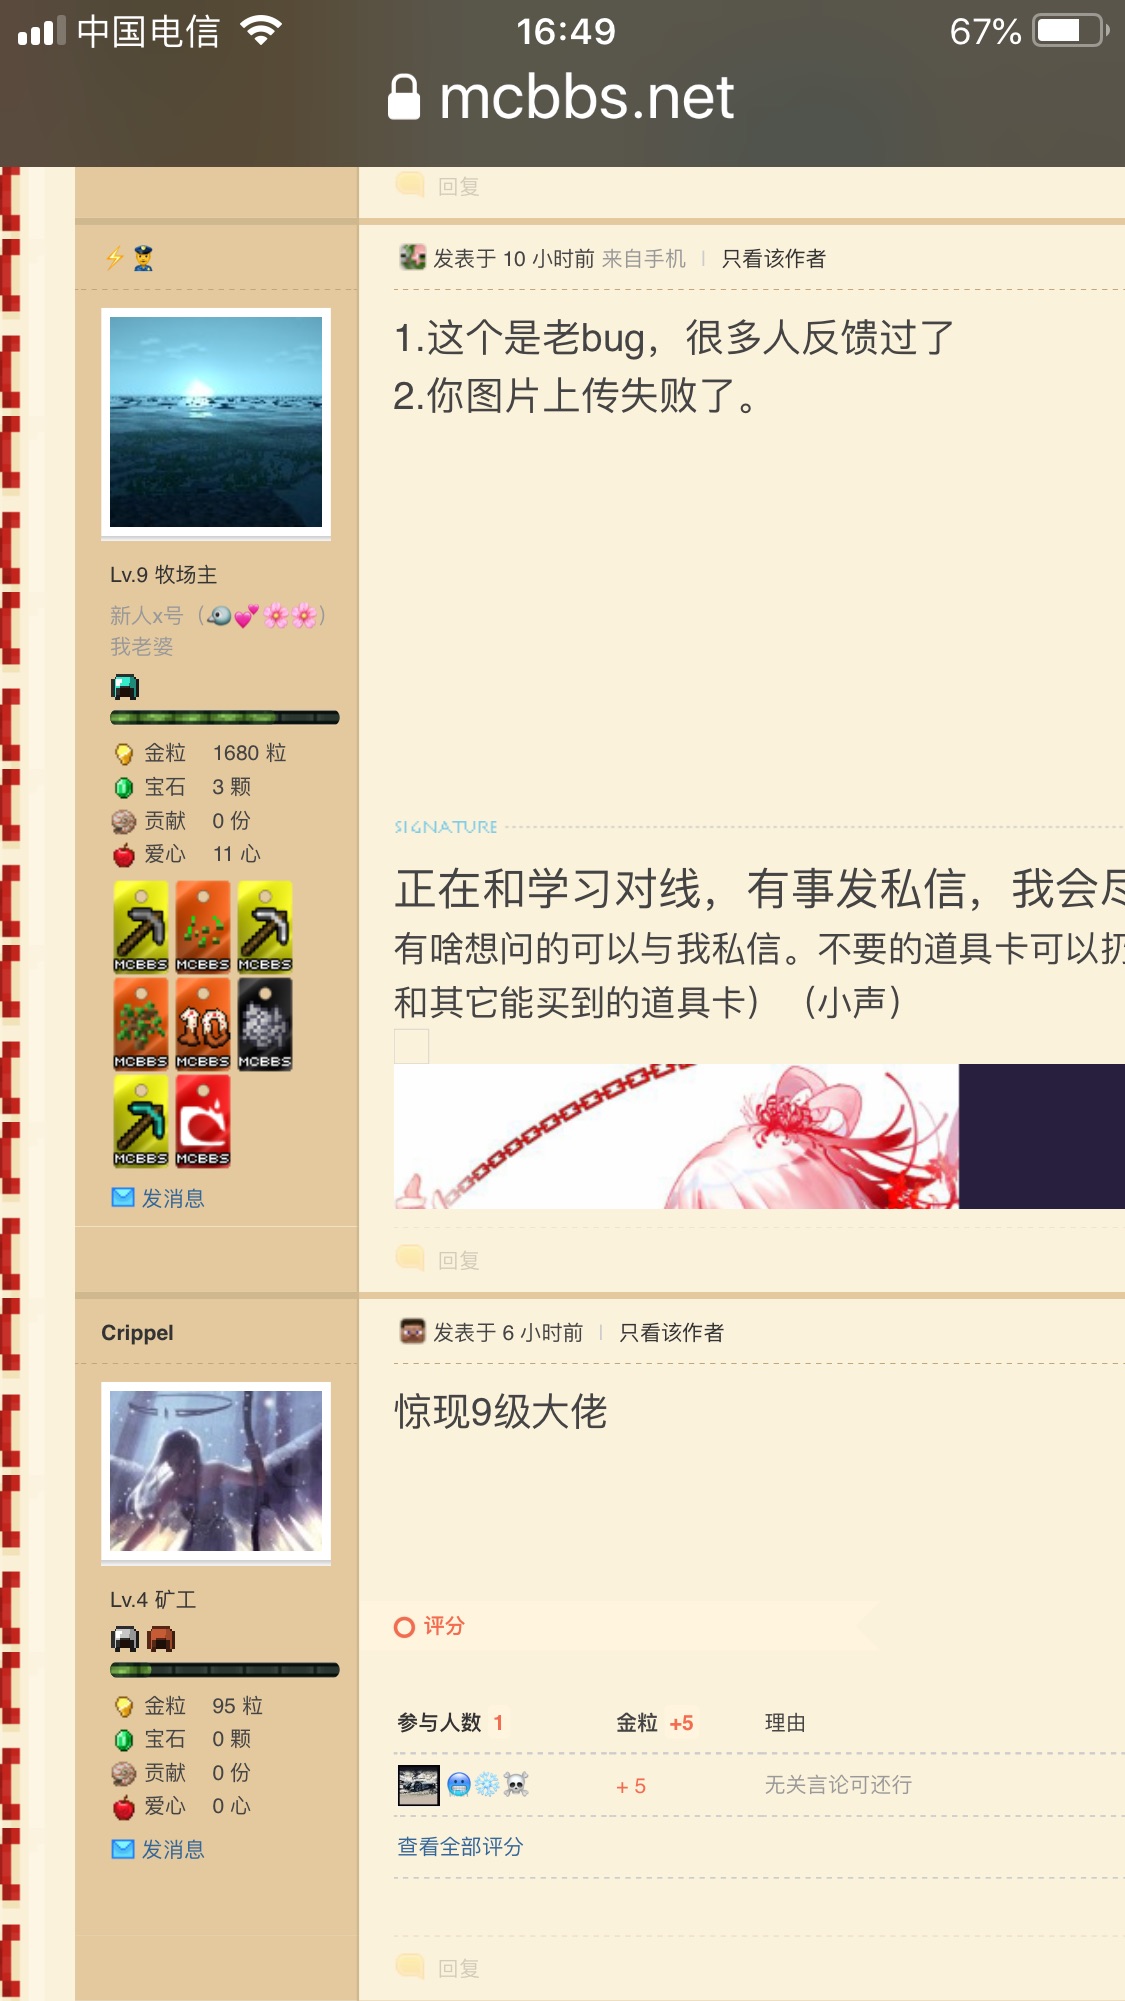 中国电信 16:49 67%
mcbbs.net
回复
⚡👮 发表于 10 小时前 来自手机 | 只看该作者
1.这个是老bug，很多人反馈过了
2.你图片上传失败了。
Lv.9 牧场主
新人x号（🐦💕🌸🌸）
我老婆
金粒 1680 粒
宝石 3 颗
贡献 0 份
爱心 11 心
MCBBS MCBBS MCBBS
MCBBS 10 MCBBS MCBBS
MCBBS MCBBS
发消息
SIGNATURE
正在和学习对线，有事发私信，我会尽
有啥想问的可以与我私信。不要的道具卡可以扔
和其它能买到的道具卡）（小声）
回复
Crippel 发表于 6 小时前 | 只看该作者
惊现9级大佬
Lv.4 矿工
金粒 95 粒
宝石 0 颗
贡献 0 份
爱心 0 心
发消息
评分
参与人数 1 金粒 +5 理由
🥶❄️☠️ + 5 无关言论可还行
查看全部评分
回复